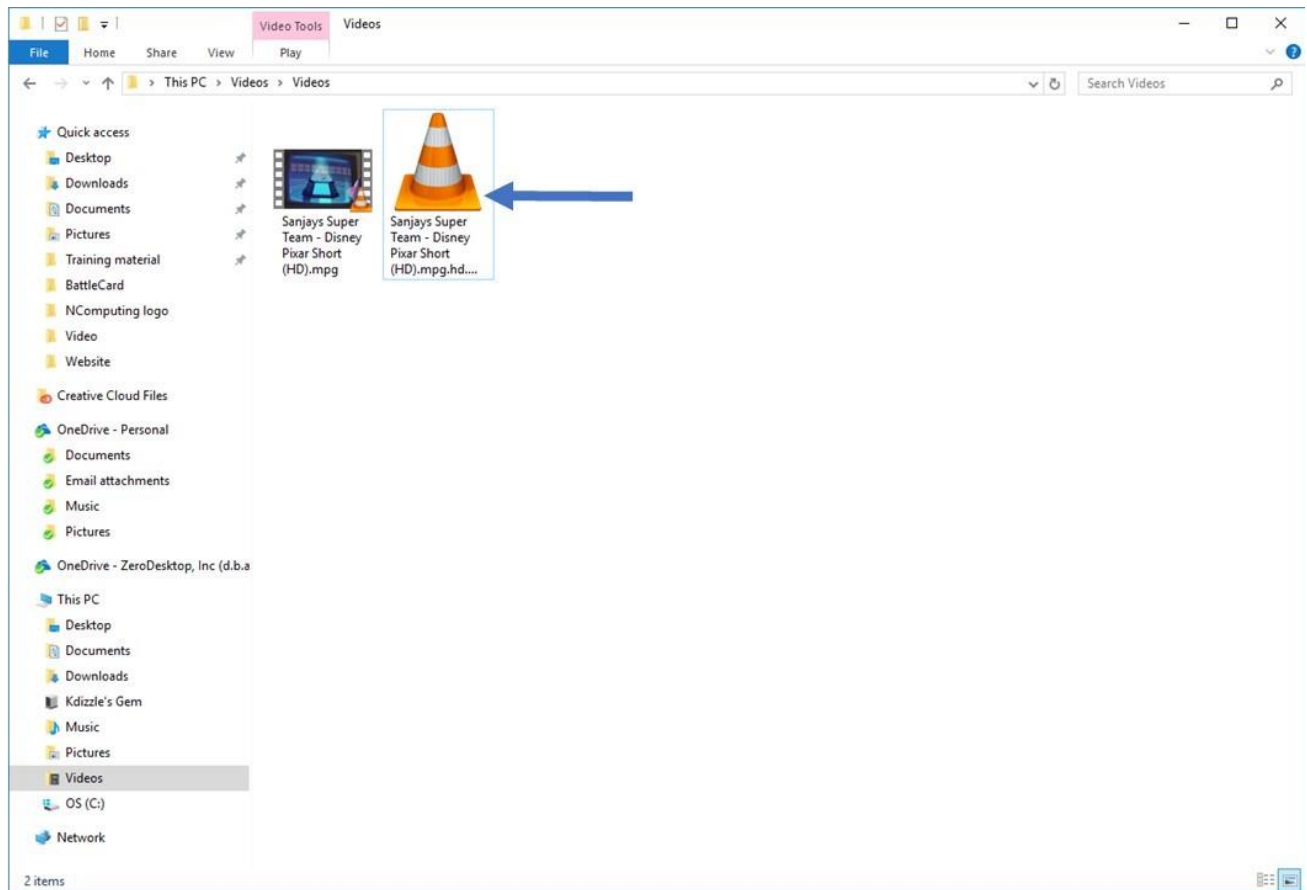 Video Tools Videos
File Home Share View Play
This PC > Videos > Videos
Search Videos
Quick access
Desktop
Downloads
Documents
Pictures
Training material
BattleCard
NComputing logo
Video
Website
Creative Cloud Files
OneDrive - Personal
Documents
Email attachments
Music
Pictures
OneDrive - ZeroDesktop, Inc (d.b.a
This PC
Desktop
Documents
Downloads
Kdizzle's Gem
Music
Pictures
Videos
OS (C:)
Network
Sanjays Super
Team - Disney
Pixar Short
(HD).mpg
Sanjays Super
Team - Disney
Pixar Short
(HD).mpg.hd....
2 items